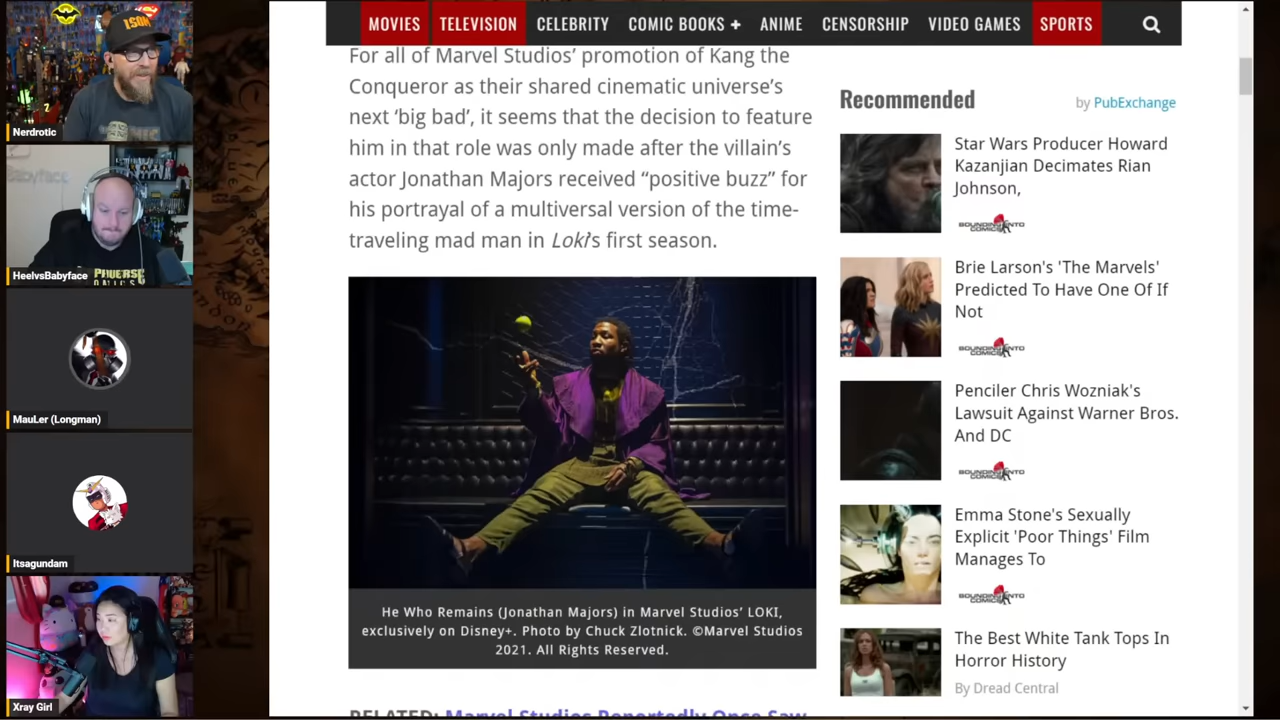 MOVIES TELEVISION CELEBRITY COMIC BOOKS + ANIME CENSORSHIP VIDEO GAMES SPORTS
Nerdrotic
HeelvsBabyface
MauLer (Longman)
Itsagundam
Xray Girl
For all of Marvel Studios’ promotion of Kang the
Conqueror as their shared cinematic universe’s
next ‘big bad’, it seems that the decision to feature
him in that role was only made after the villain’s
actor Jonathan Majors received “positive buzz” for
his portrayal of a multiversal version of the time-
traveling mad man in Loki’s first season.
He Who Remains (Jonathan Majors) in Marvel Studios’ LOKI,
exclusively on Disney+. Photo by Chuck Zlotnick. ©Marvel Studios
2021. All Rights Reserved.
RELATED: Marvel Studios Reportedly Once Saw
Recommended
by PubExchange
Star Wars Producer Howard
Kazanjian Decimates Rian
Johnson,
Brie Larson's 'The Marvels'
Predicted To Have One Of If
Not
Penciler Chris Wozniak's
Lawsuit Against Warner Bros.
And DC
Emma Stone's Sexually
Explicit 'Poor Things' Film
Manages To
The Best White Tank Tops In
Horror History
By Dread Central